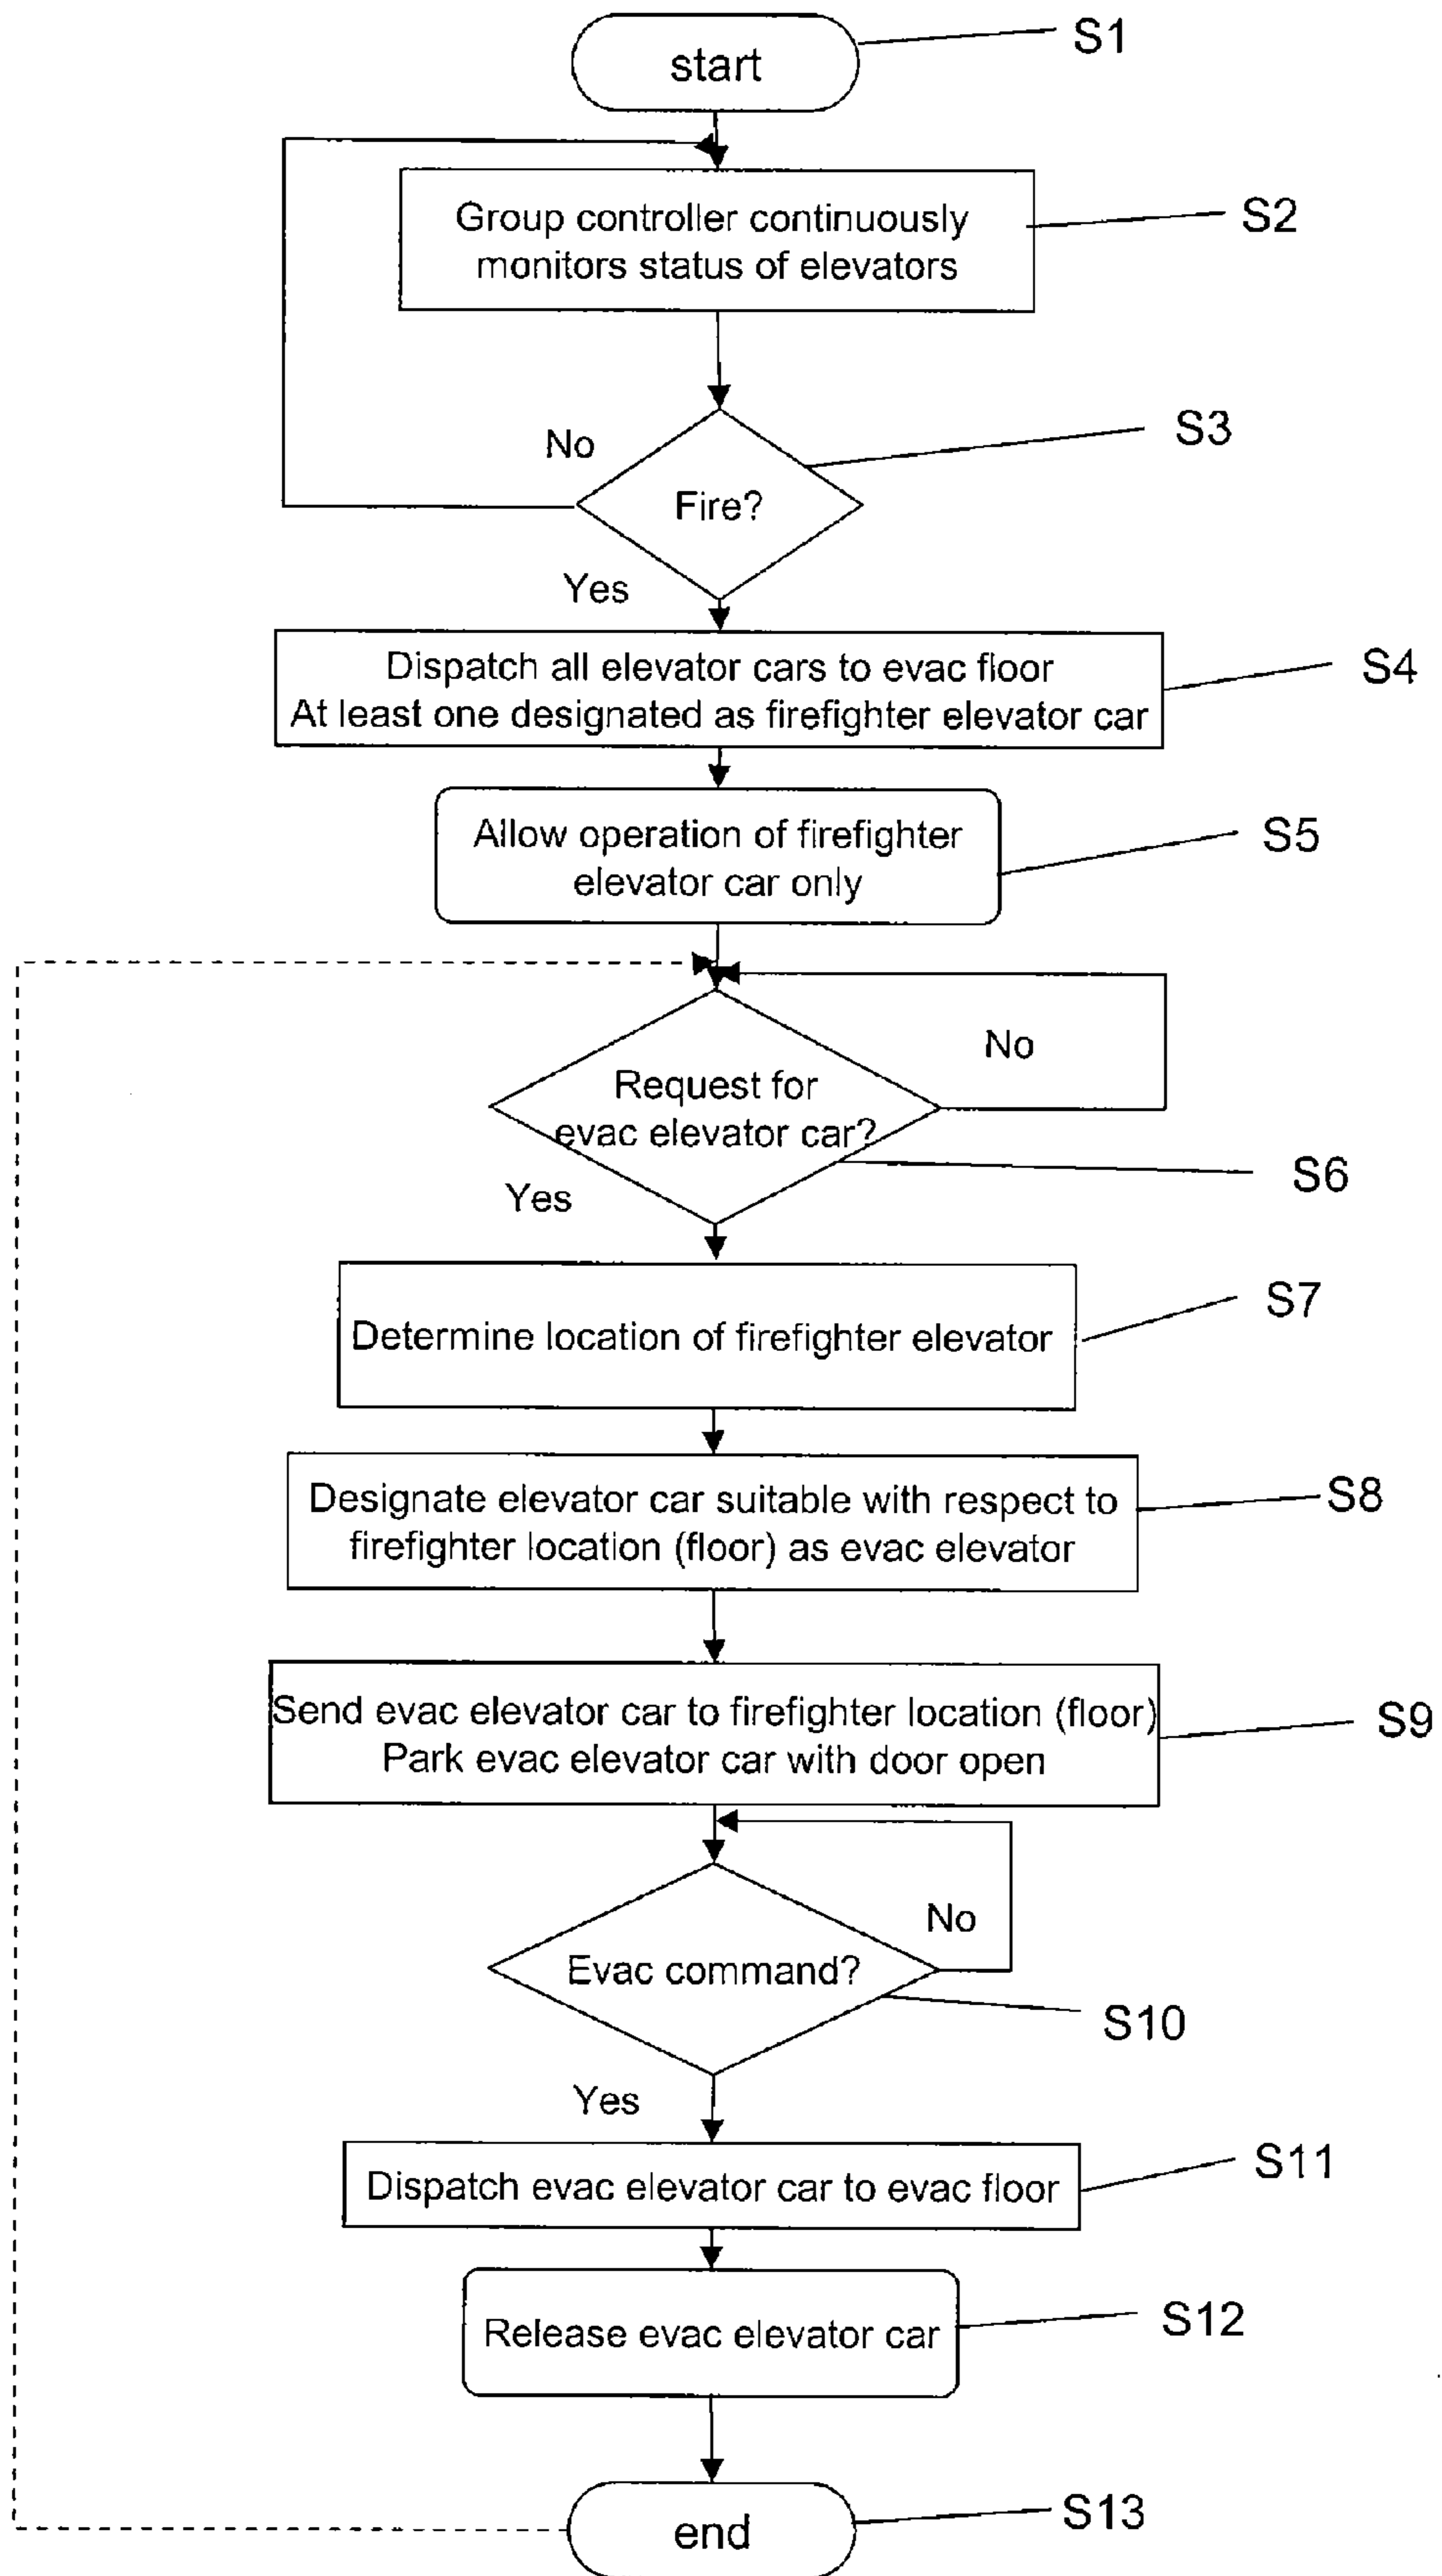 start
S1
Group controller continuously
monitors status of elevators
S2
No
S3
Fire?
Yes
Dispatch all elevator cars to evac floor
At least one designated as firefighter elevator car
S4
Allow operation of firefighter
elevator car only
S5
No
Request for
evac elevator car?
S6
Yes
Determine location of firefighter elevator
S7
Designate elevator car suitable with respect to
firefighter location (floor) as evac elevator
S8
Send evac elevator car to firefighter location (floor)
Park evac elevator car with door open
S9
No
Evac command?
S10
Yes
Dispatch evac elevator car to evac floor
S11
Release evac elevator car
S12
end
S13